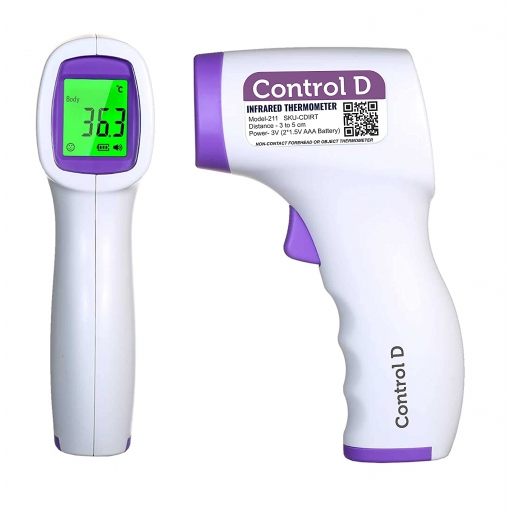 °C
Body
36.3
Control D
INFRARED THERMOMETER
Model-211 SKU-CDIRT
Distance - 3 to 5 cm
Power- 3V (2*1.5V AAA Battery)
NON-CONTACT FOREHEAD OR OBJECT THERMOMETER
Control D